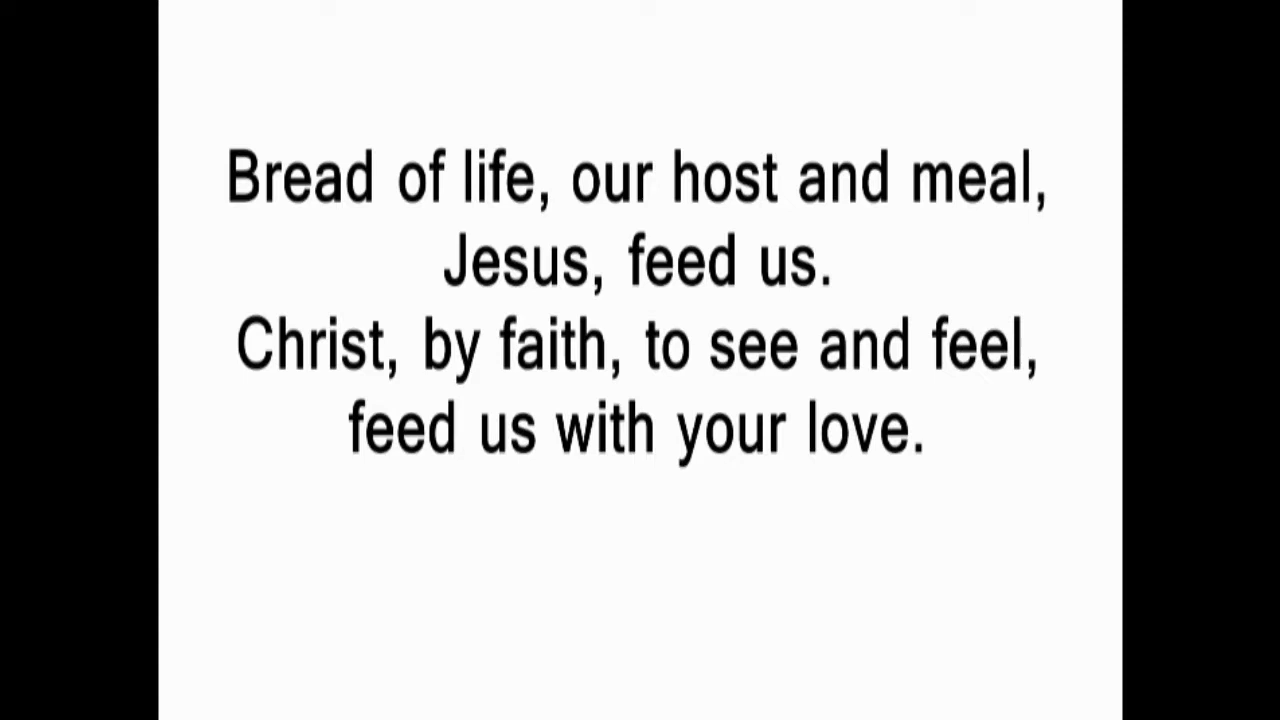 Bread of life, our host and meal,
Jesus, feed us.
Christ, by faith, to see and feel,
feed us with your love.